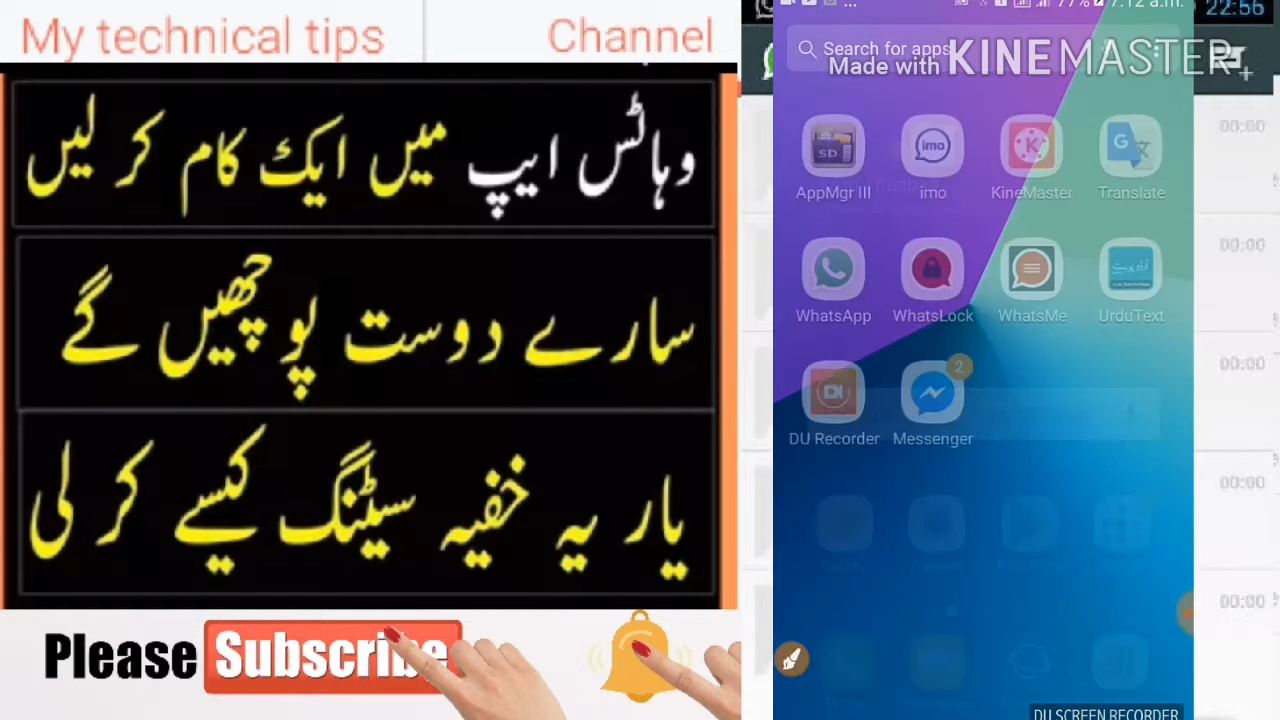 My technical tips
Channel
وہاٹس ایپ میں ایک کام کر لیں
سارے دوست پوچھیں گے
یار یہ خفیہ سیٹنگ کیسے کر لی
Please Subscribe
77% 7:12 a.m.
22:56
Search for apps
Made with KINEMASTER
AppMgr III
imo
KineMaster
Translate
WhatsApp
WhatsLock
WhatsMe
UrduText
2
DU Recorder
Messenger
00:00
00:00
00:00
00:00
00:00
DU SCREEN RECORDER